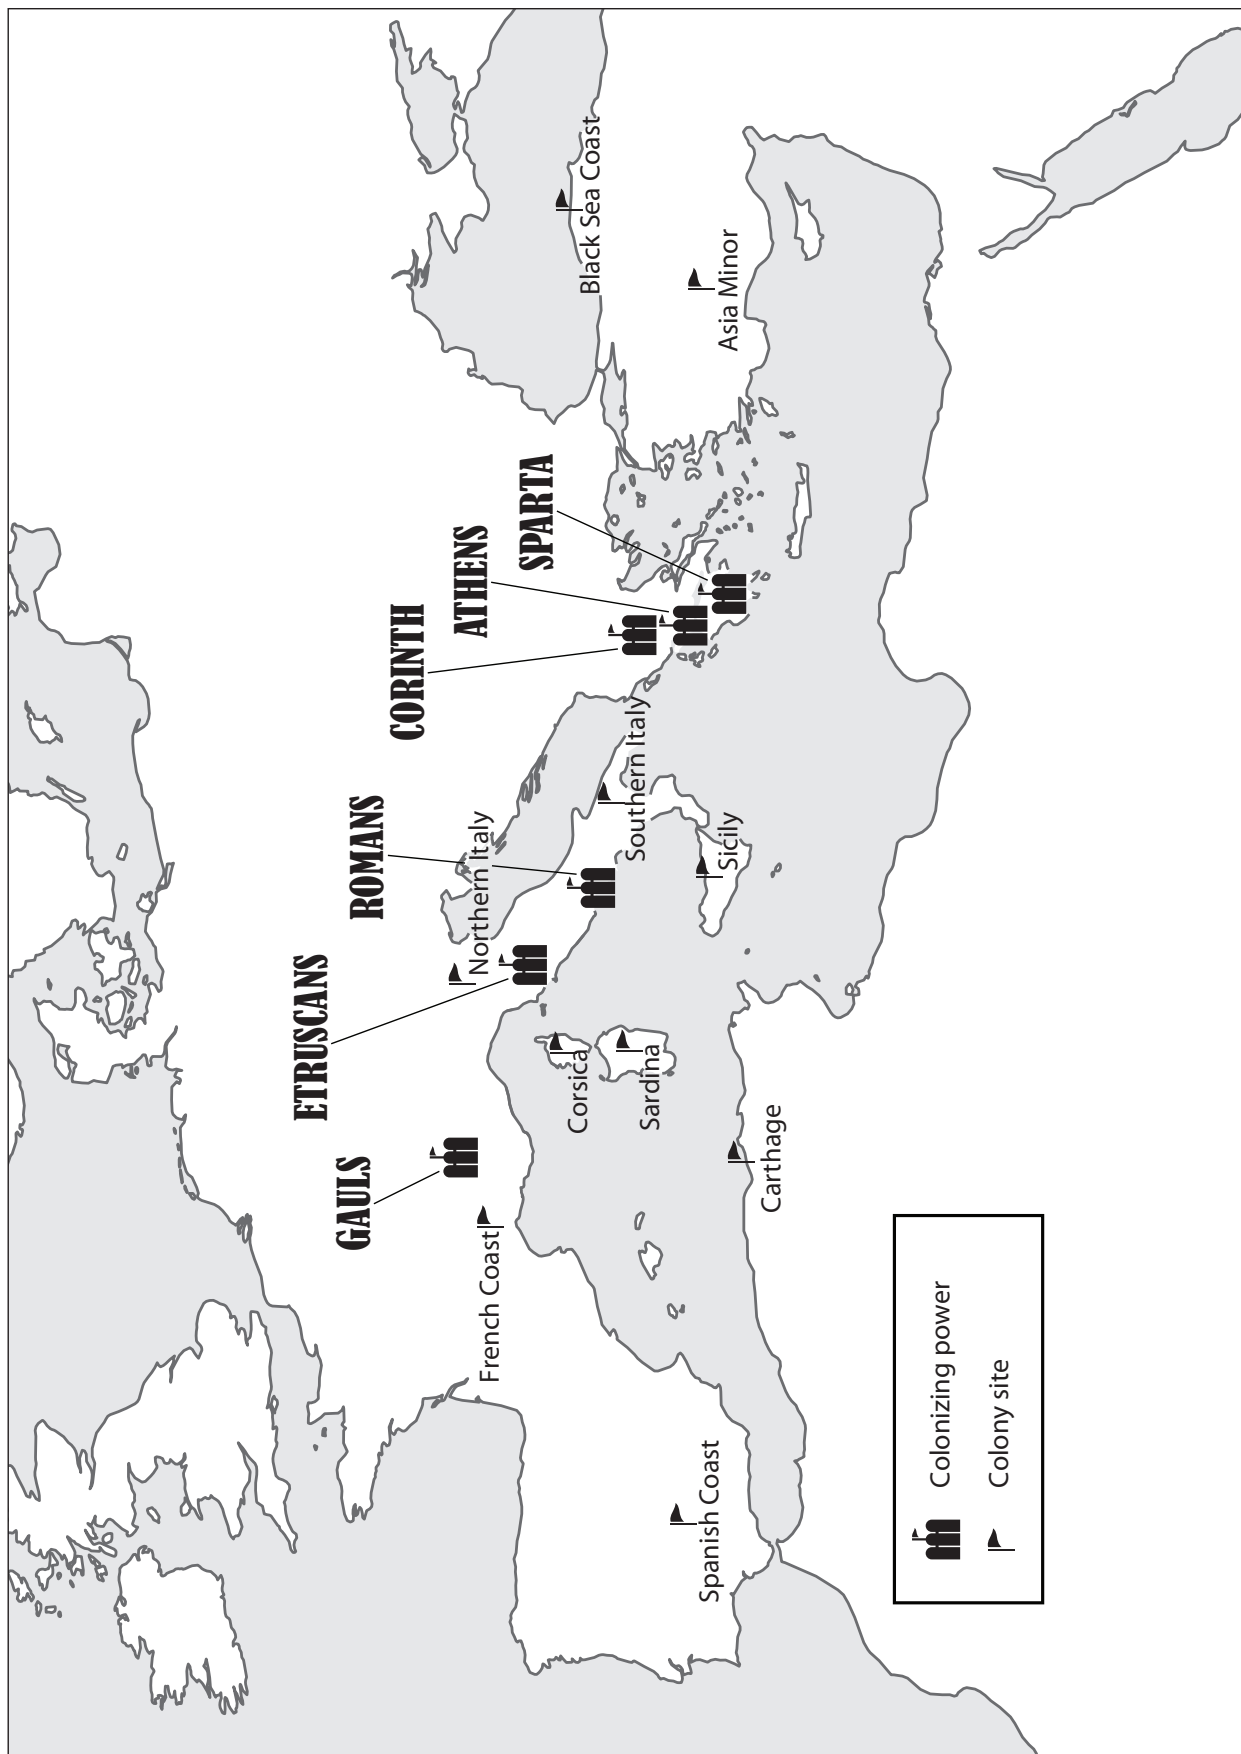 GAULS
ETRUSCANS
ROMANS
CORINTH
ATHENS
SPARTA
Northern Italy
French Coast
Corsica
Black Sea Coast
Southern Italy
Sardina
Spanish Coast
Sicily
Asia Minor
Carthage
Colonizing power
Colony site